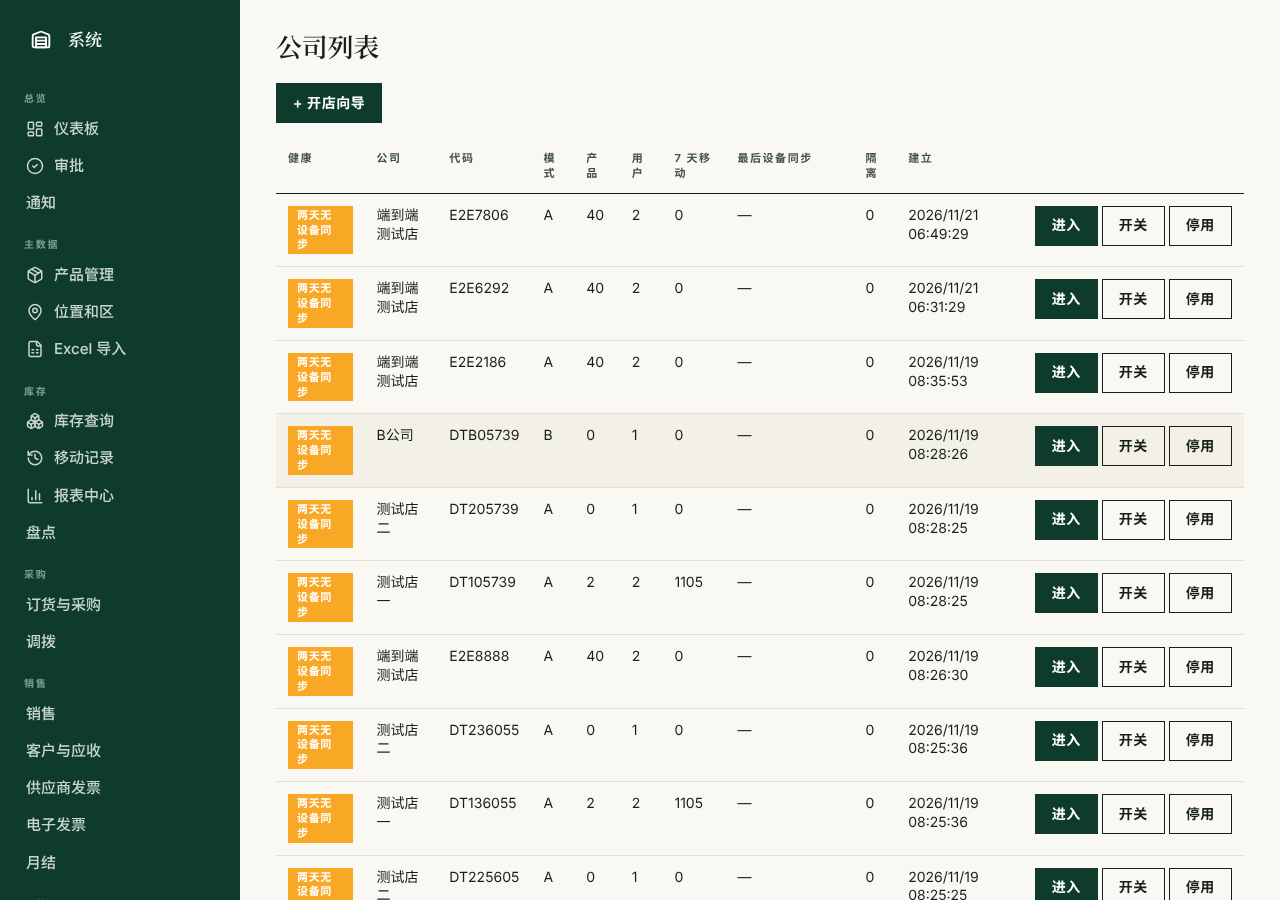 系统
总览
仪表板
审批
通知
主数据
产品管理
位置和区
Excel 导入
库存
库存查询
移动记录
报表中心
盘点
采购
订货与采购
调拨
销售
销售
客户与应收
供应商发票
电子发票
月结
公司列表
+ 开店向导
健康 公司 代码 模式 产品 用户 7 天移动 最后设备同步 隔离 建立
两天无设备同步 端到端测试店 E2E7806 A 40 2 0 — 0 2026/11/21 06:49:29 进入 开关 停用
两天无设备同步 端到端测试店 E2E6292 A 40 2 0 — 0 2026/11/21 06:31:29 进入 开关 停用
两天无设备同步 端到端测试店 E2E2186 A 40 2 0 — 0 2026/11/19 08:35:53 进入 开关 停用
两天无设备同步 B公司 DTB05739 B 0 1 0 — 0 2026/11/19 08:28:26 进入 开关 停用
两天无设备同步 测试店二 DT205739 A 0 1 0 — 0 2026/11/19 08:28:25 进入 开关 停用
两天无设备同步 测试店一 DT105739 A 2 2 1105 — 0 2026/11/19 08:28:25 进入 开关 停用
两天无设备同步 端到端测试店 E2E8888 A 40 2 0 — 0 2026/11/19 08:26:30 进入 开关 停用
两天无设备同步 测试店二 DT236055 A 0 1 0 — 0 2026/11/19 08:25:36 进入 开关 停用
两天无设备同步 测试店一 DT136055 A 2 2 1105 — 0 2026/11/19 08:25:36 进入 开关 停用
两天无设备同 测试店二 DT225605 A 0 1 0 — 0 2026/11/19 08:25:25 进入 开关 停用